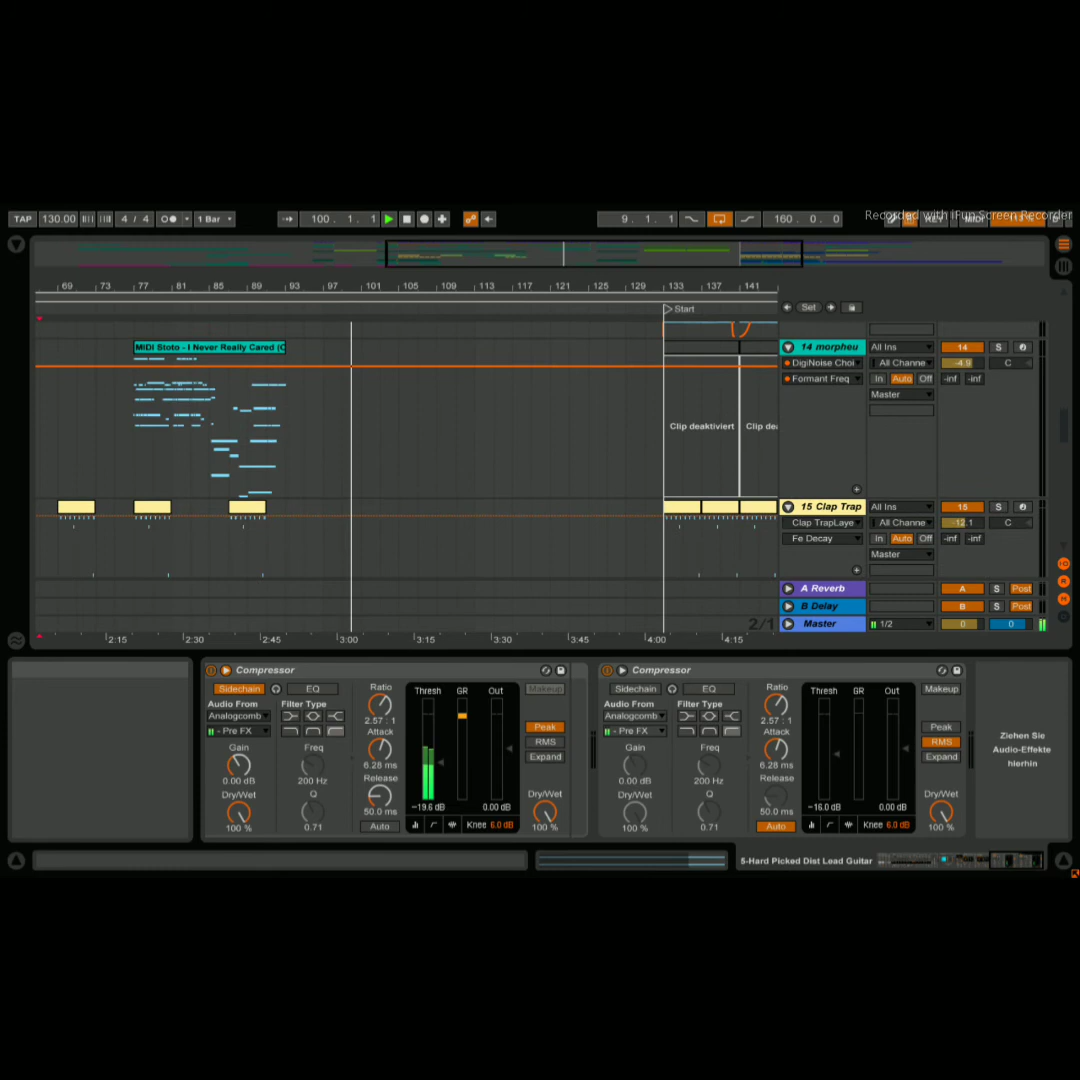 TAP 130.00 4 / 4 1 Bar 100. 1. 1 9. 1. 1 160. 0. 0
Recorded with iFun Screen Recorder
69 73 77 81 85 89 93 97 101 105 109 113 117 121 125 129 133 137 141
Set
Start
MIDI Stoto - I Never Really Cared (C
14 morpheu All Ins 14 S
DigiNoise Choi All Channe -4.9 C
Formant Freq In Auto Off -inf -inf
Master
Clip deaktiviert Clip dea
15 Clap Trap All Ins 15 S
Clap TrapLaye All Channe -12.1 C
Fe Decay In Auto Off -inf -inf
Master
A Reverb A S Post
B Delay B S Post
2/1 Master 1/2 0 0
2:15 2:30 2:45 3:00 3:15 3:30 3:45 4:00 4:15
Compressor
Sidechain EQ
Audio From Filter Type
Analogcomb
- Pre FX
Gain Freq
0.00 dB 200 Hz
Dry/Wet Q
100 % 0.71
Ratio
2.57 : 1
Attack
6.28 ms
Release
50.0 ms
Auto
Thresh GR Out
-19.6 dB 0.00 dB
Knee 6.0 dB
Makeup
Peak
RMS
Expand
Dry/Wet
100 %
Compressor
Sidechain EQ
Audio From Filter Type
Analogcomb
- Pre FX
Gain Freq
0.00 dB 200 Hz
Dry/Wet Q
100 % 0.71
Ratio
2.57 : 1
Attack
6.28 ms
Release
50.0 ms
Auto
Thresh GR Out
-16.0 dB 0.00 dB
Knee 6.0 dB
Makeup
Peak
RMS
Expand
Dry/Wet
100 %
Ziehen Sie
Audio-Effekte
hierhin
5-Hard Picked Dist Lead Guitar